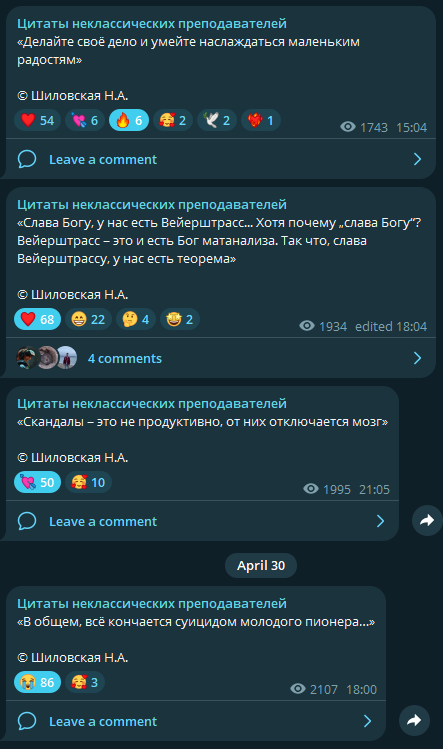 Цитаты неклассических преподавателей
«Делайте своё дело и умейте наслаждаться маленьким
радостям»
© Шиловская Н.А.
54 6 6 2 2 1
1743 15:04
Leave a comment
Цитаты неклассических преподавателей
«Слава Богу, у нас есть Вейерштрасс... Хотя почему „слава Богу“?
Вейерштрасс – это и есть Бог матанализа. Так что, слава
Вейерштрассу, у нас есть теорема»
© Шиловская Н.А.
68 22 4 2
1934 edited 18:04
4 comments
Цитаты неклассических преподавателей
«Скандалы – это не продуктивно, от них отключается мозг»
© Шиловская Н.А.
50 10
1995 21:05
Leave a comment
April 30
Цитаты неклассических преподавателей
«В общем, всё кончается суицидом молодого пионера...»
© Шиловская Н.А.
86 3
2107 18:00
Leave a comment